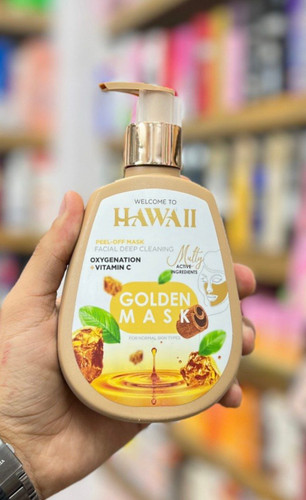 WELCOME TO
HAWAII
PEEL-OFF MASK
FACIAL DEEP CLEANING
OXYGENATION
+ VITAMIN C
Multy
ACTIVE
INGREDIENTS
GOLDEN
MASK
FOR NORMAL SKIN TYPES